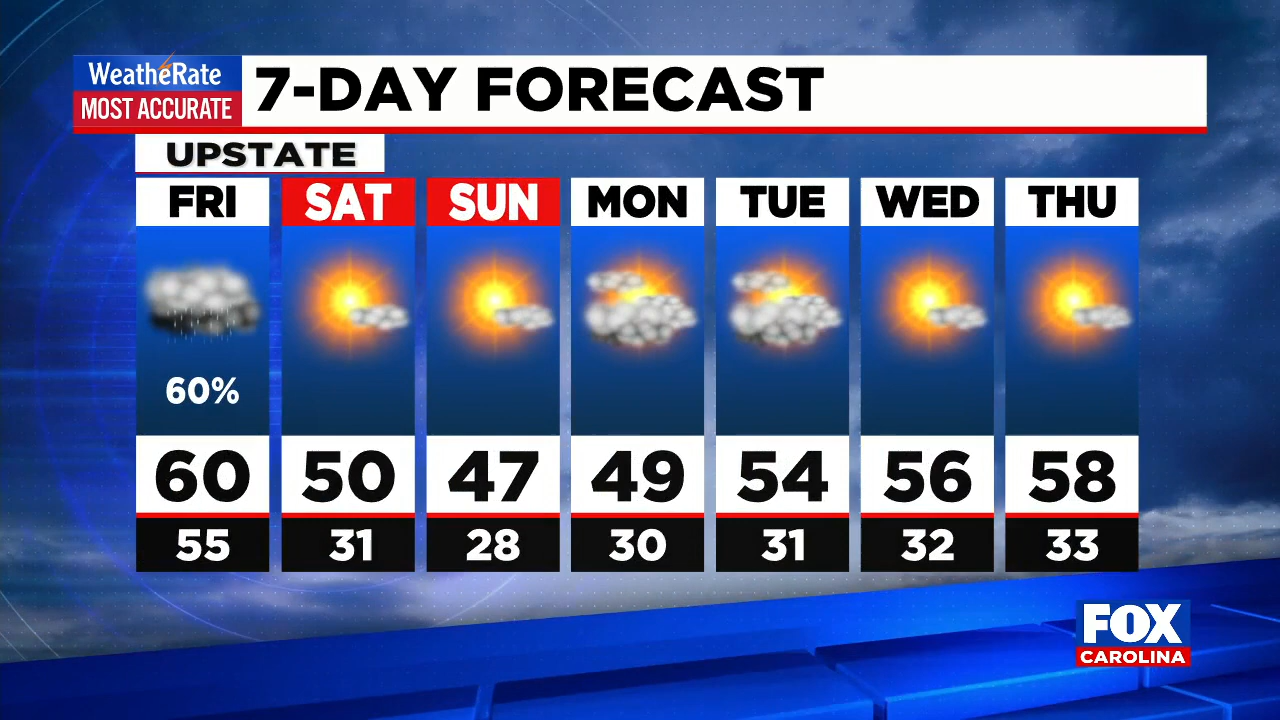 WeatheRate
MOST ACCURATE
7-DAY FORECAST
UPSTATE
FRI SAT SUN MON TUE WED THU
60%
60 50 47 49 54 56 58
55 31 28 30 31 32 33
FOX
CAROLINA